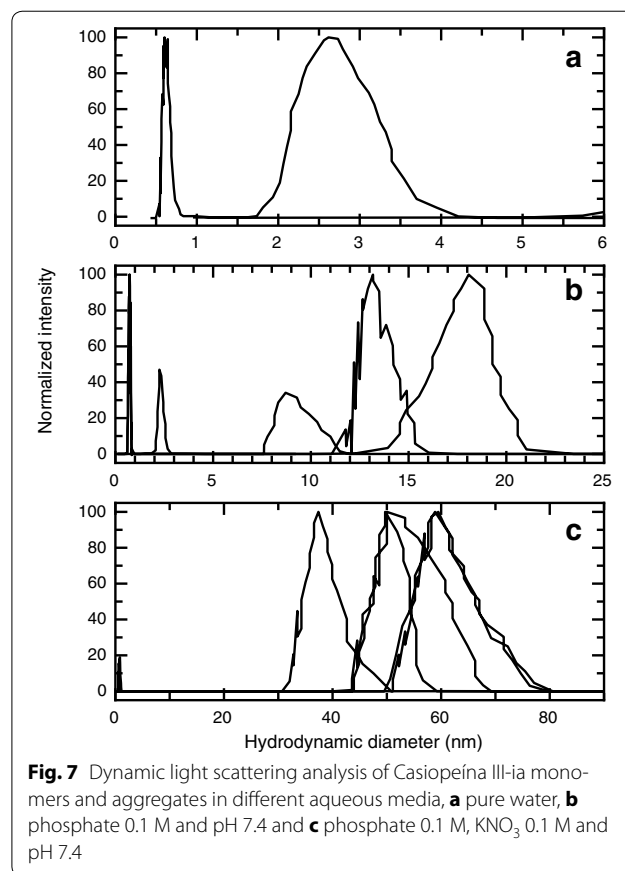 100
80
60
40
20
0
a
0 1 2 3 4 5 6
Normalized intensity
100
80
60
40
20
0
b
0 5 10 15 20 25
100
80
60
40
20
0
c
0 20 40 60 80
Hydrodynamic diameter (nm)
Fig. 7 Dynamic light scattering analysis of Casiopeína III-ia mono-
mers and aggregates in different aqueous media, a pure water, b
phosphate 0.1 M and pH 7.4 and c phosphate 0.1 M, KNO₃ 0.1 M and
pH 7.4